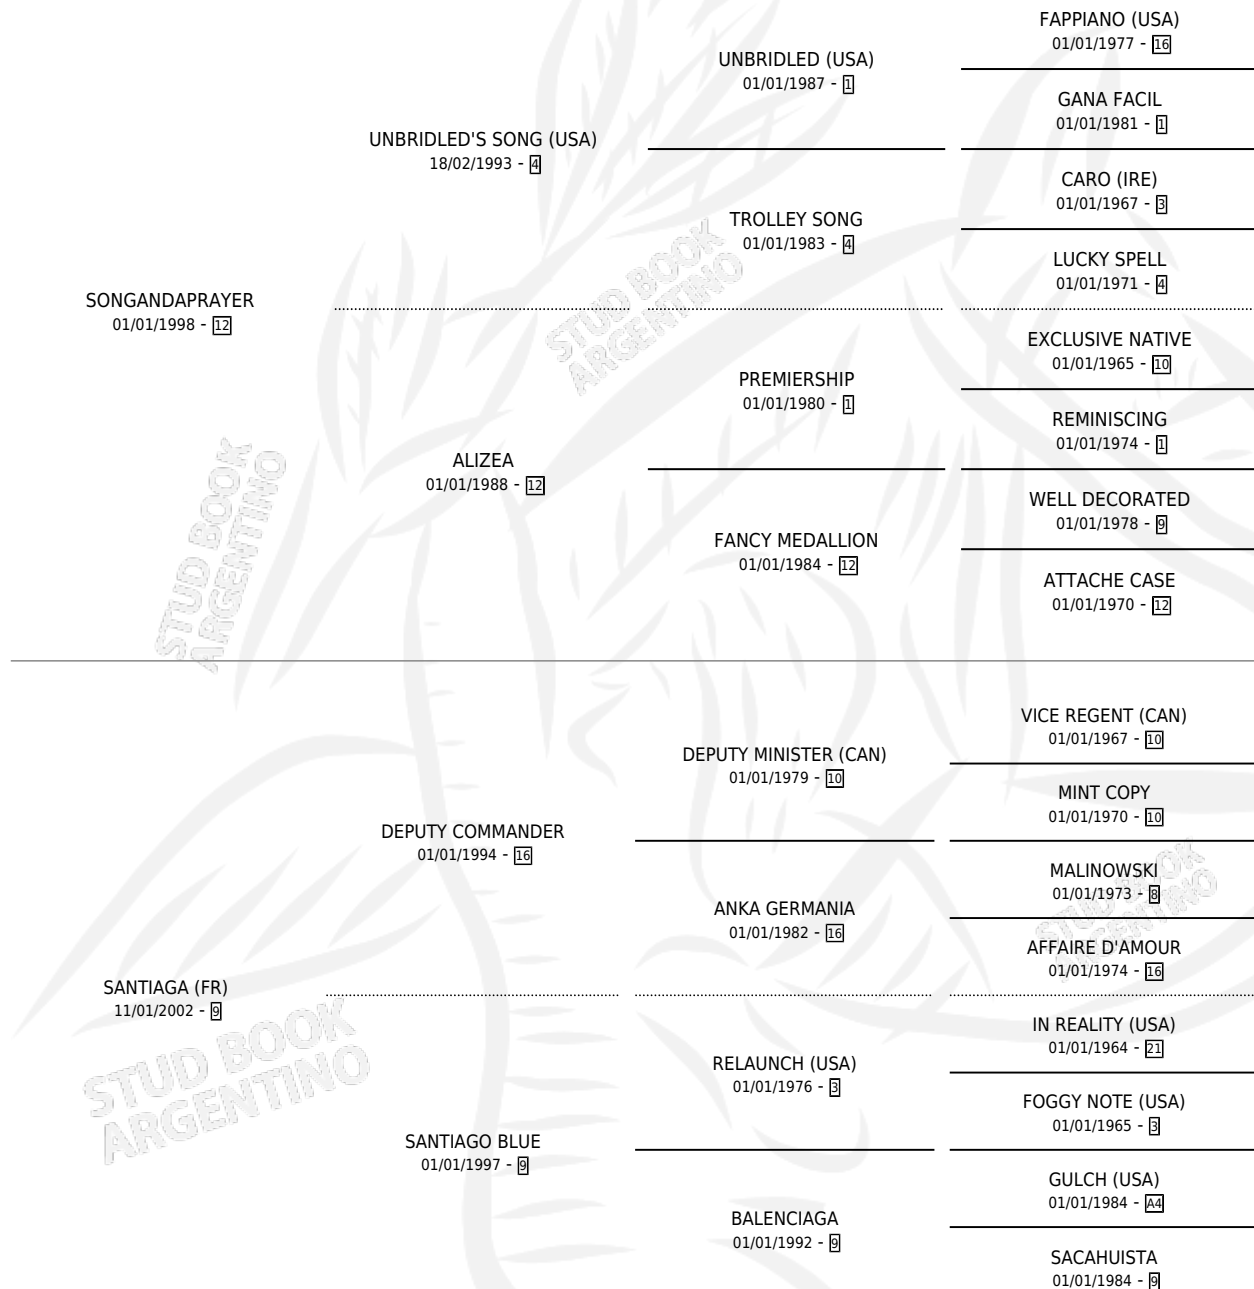 FAPPIANO (USA)
01/01/1977 - 16
UNBRIDLED (USA)
01/01/1987 - 1
GANA FACIL
01/01/1981 - 1
UNBRIDLED'S SONG (USA)
18/02/1993 - 4
CARO (IRE)
01/01/1967 - 3
TROLLEY SONG
01/01/1983 - 4
LUCKY SPELL
01/01/1971 - 4
SONGANDAPRAYER
01/01/1998 - 12
EXCLUSIVE NATIVE
01/01/1965 - 10
PREMIERSHIP
01/01/1980 - 1
REMINISCING
01/01/1974 - 1
ALIZEA
01/01/1988 - 12
WELL DECORATED
01/01/1978 - 9
FANCY MEDALLION
01/01/1984 - 12
ATTACHE CASE
01/01/1970 - 12
VICE REGENT (CAN)
01/01/1967 - 10
DEPUTY MINISTER (CAN)
01/01/1979 - 10
MINT COPY
01/01/1970 - 10
DEPUTY COMMANDER
01/01/1994 - 16
MALINOWSKI
01/01/1973 - 8
ANKA GERMANIA
01/01/1982 - 16
AFFAIRE D'AMOUR
01/01/1974 - 16
SANTIAGA (FR)
11/01/2002 - 9
IN REALITY (USA)
01/01/1964 - 21
RELAUNCH (USA)
01/01/1976 - 3
FOGGY NOTE (USA)
01/01/1965 - 3
SANTIAGO BLUE
01/01/1997 - 9
GULCH (USA)
01/01/1984 - A4
BALENCIAGA
01/01/1992 - 9
SACAHUISTA
01/01/1984 - 9
STUD BOOK
ARGENTINO
STUD BOOK
ARGENTINO
STUD BOOK
ARGENTINO
STUD BOOK
ARGENTINO